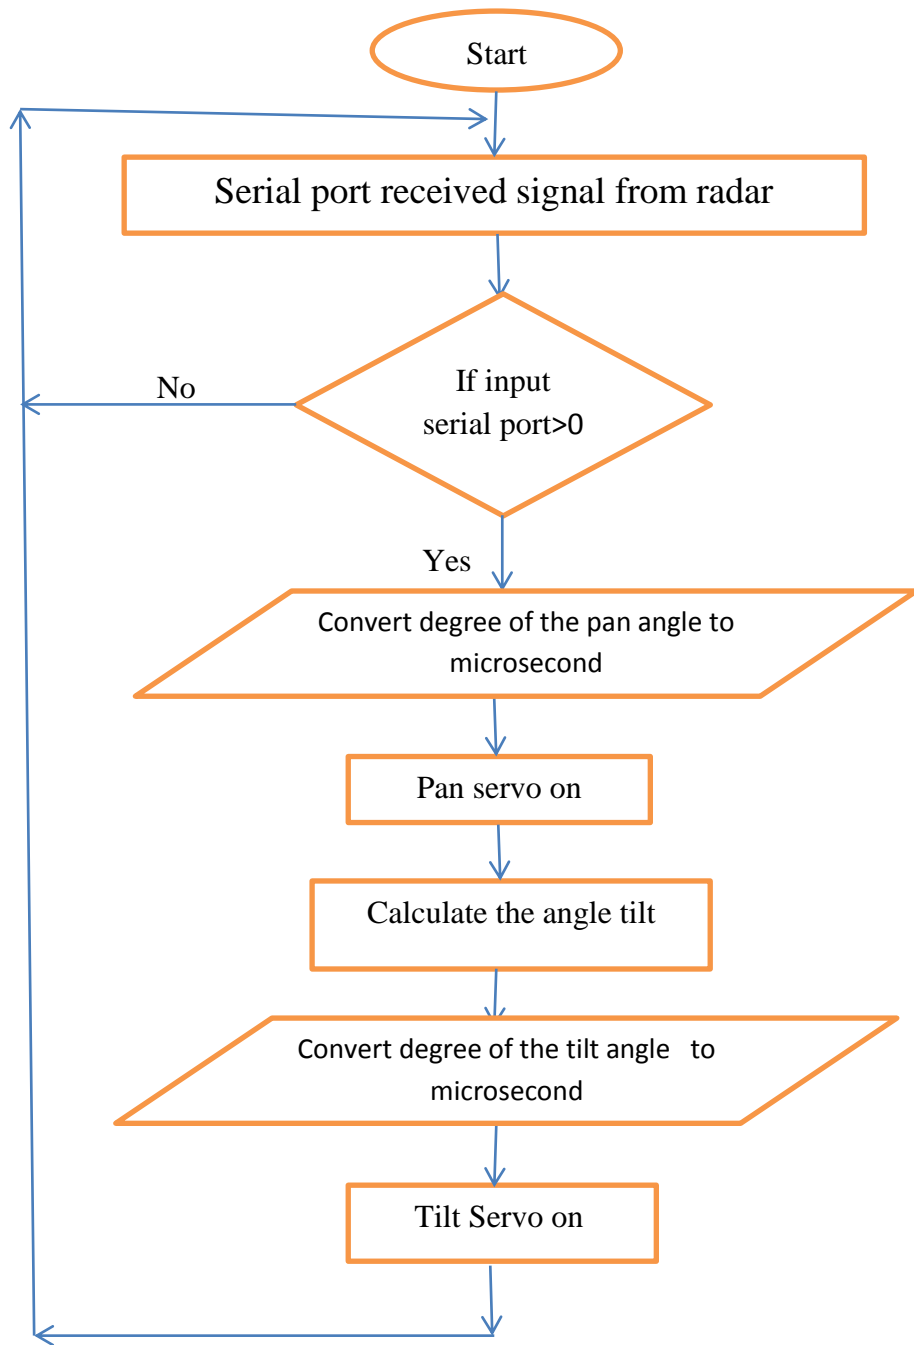 Start
Serial port received signal from radar
If input
serial port>0
No
Yes
Convert degree of the pan angle to
microsecond
Pan servo on
Calculate the angle tilt
Convert degree of the tilt angle to
microsecond
Tilt Servo on